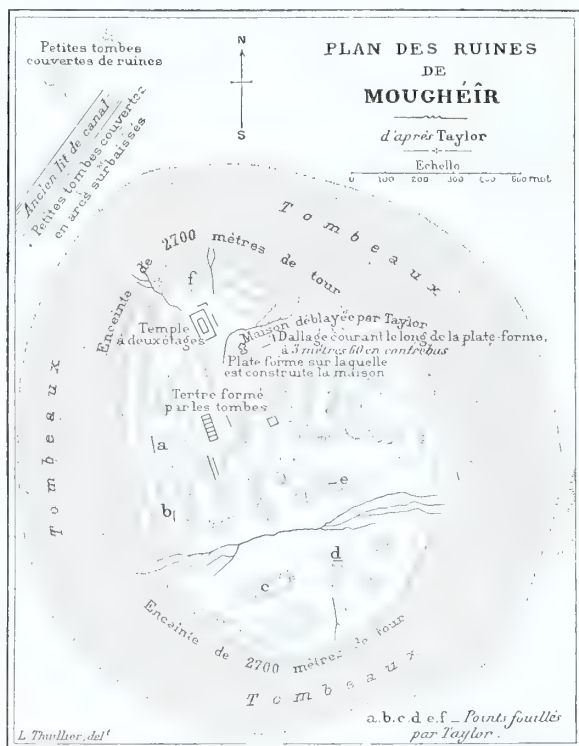 Petites tombes
couvertes de ruines
N
S
PLAN DES RUINES
DE
MOUGHÉÏR
d'après Taylor
Echelle
0 100 200 300 400 500 mèt
Ancien lit de canal
Petites tombes couvertes
en arcs surbaissés
Tombeaux
Enceinte de 2700 mètres de tour
f
Temple
à deux étages
Maison déblayée par Taylor
g
Dallage courant le long de la plate-forme,
à 3 mètres 60 en contrebas
Plate forme sur laquelle
est construite la maison
Tertre formé
par les tombes
Tombeaux
a
e
b
d
c
Enceinte de 2700 mètres de tour
Tombeaux
L Thuillier, delt
a.b.c.d e.f _ Points fouillés
par Taylor.